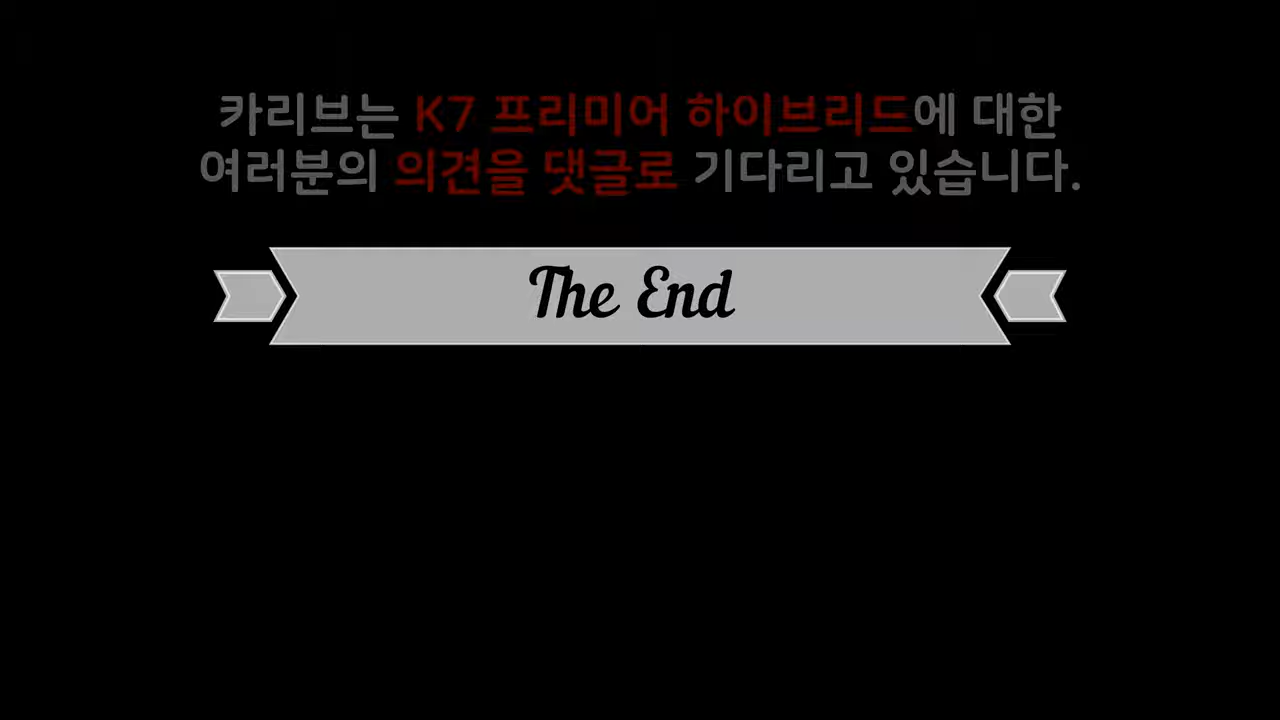 카리브는 K7 프리미어 하이브리드에 대한
여러분의 의견을 댓글로 기다리고 있습니다.
The End